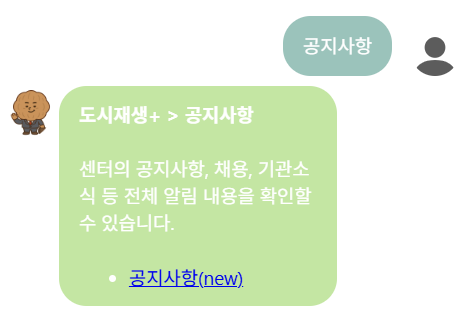 공지사항
도시재생+ > 공지사항
센터의 공지사항, 채용, 기관소
식 등 전체 알림 내용을 확인할
수 있습니다.
• 공지사항(new)